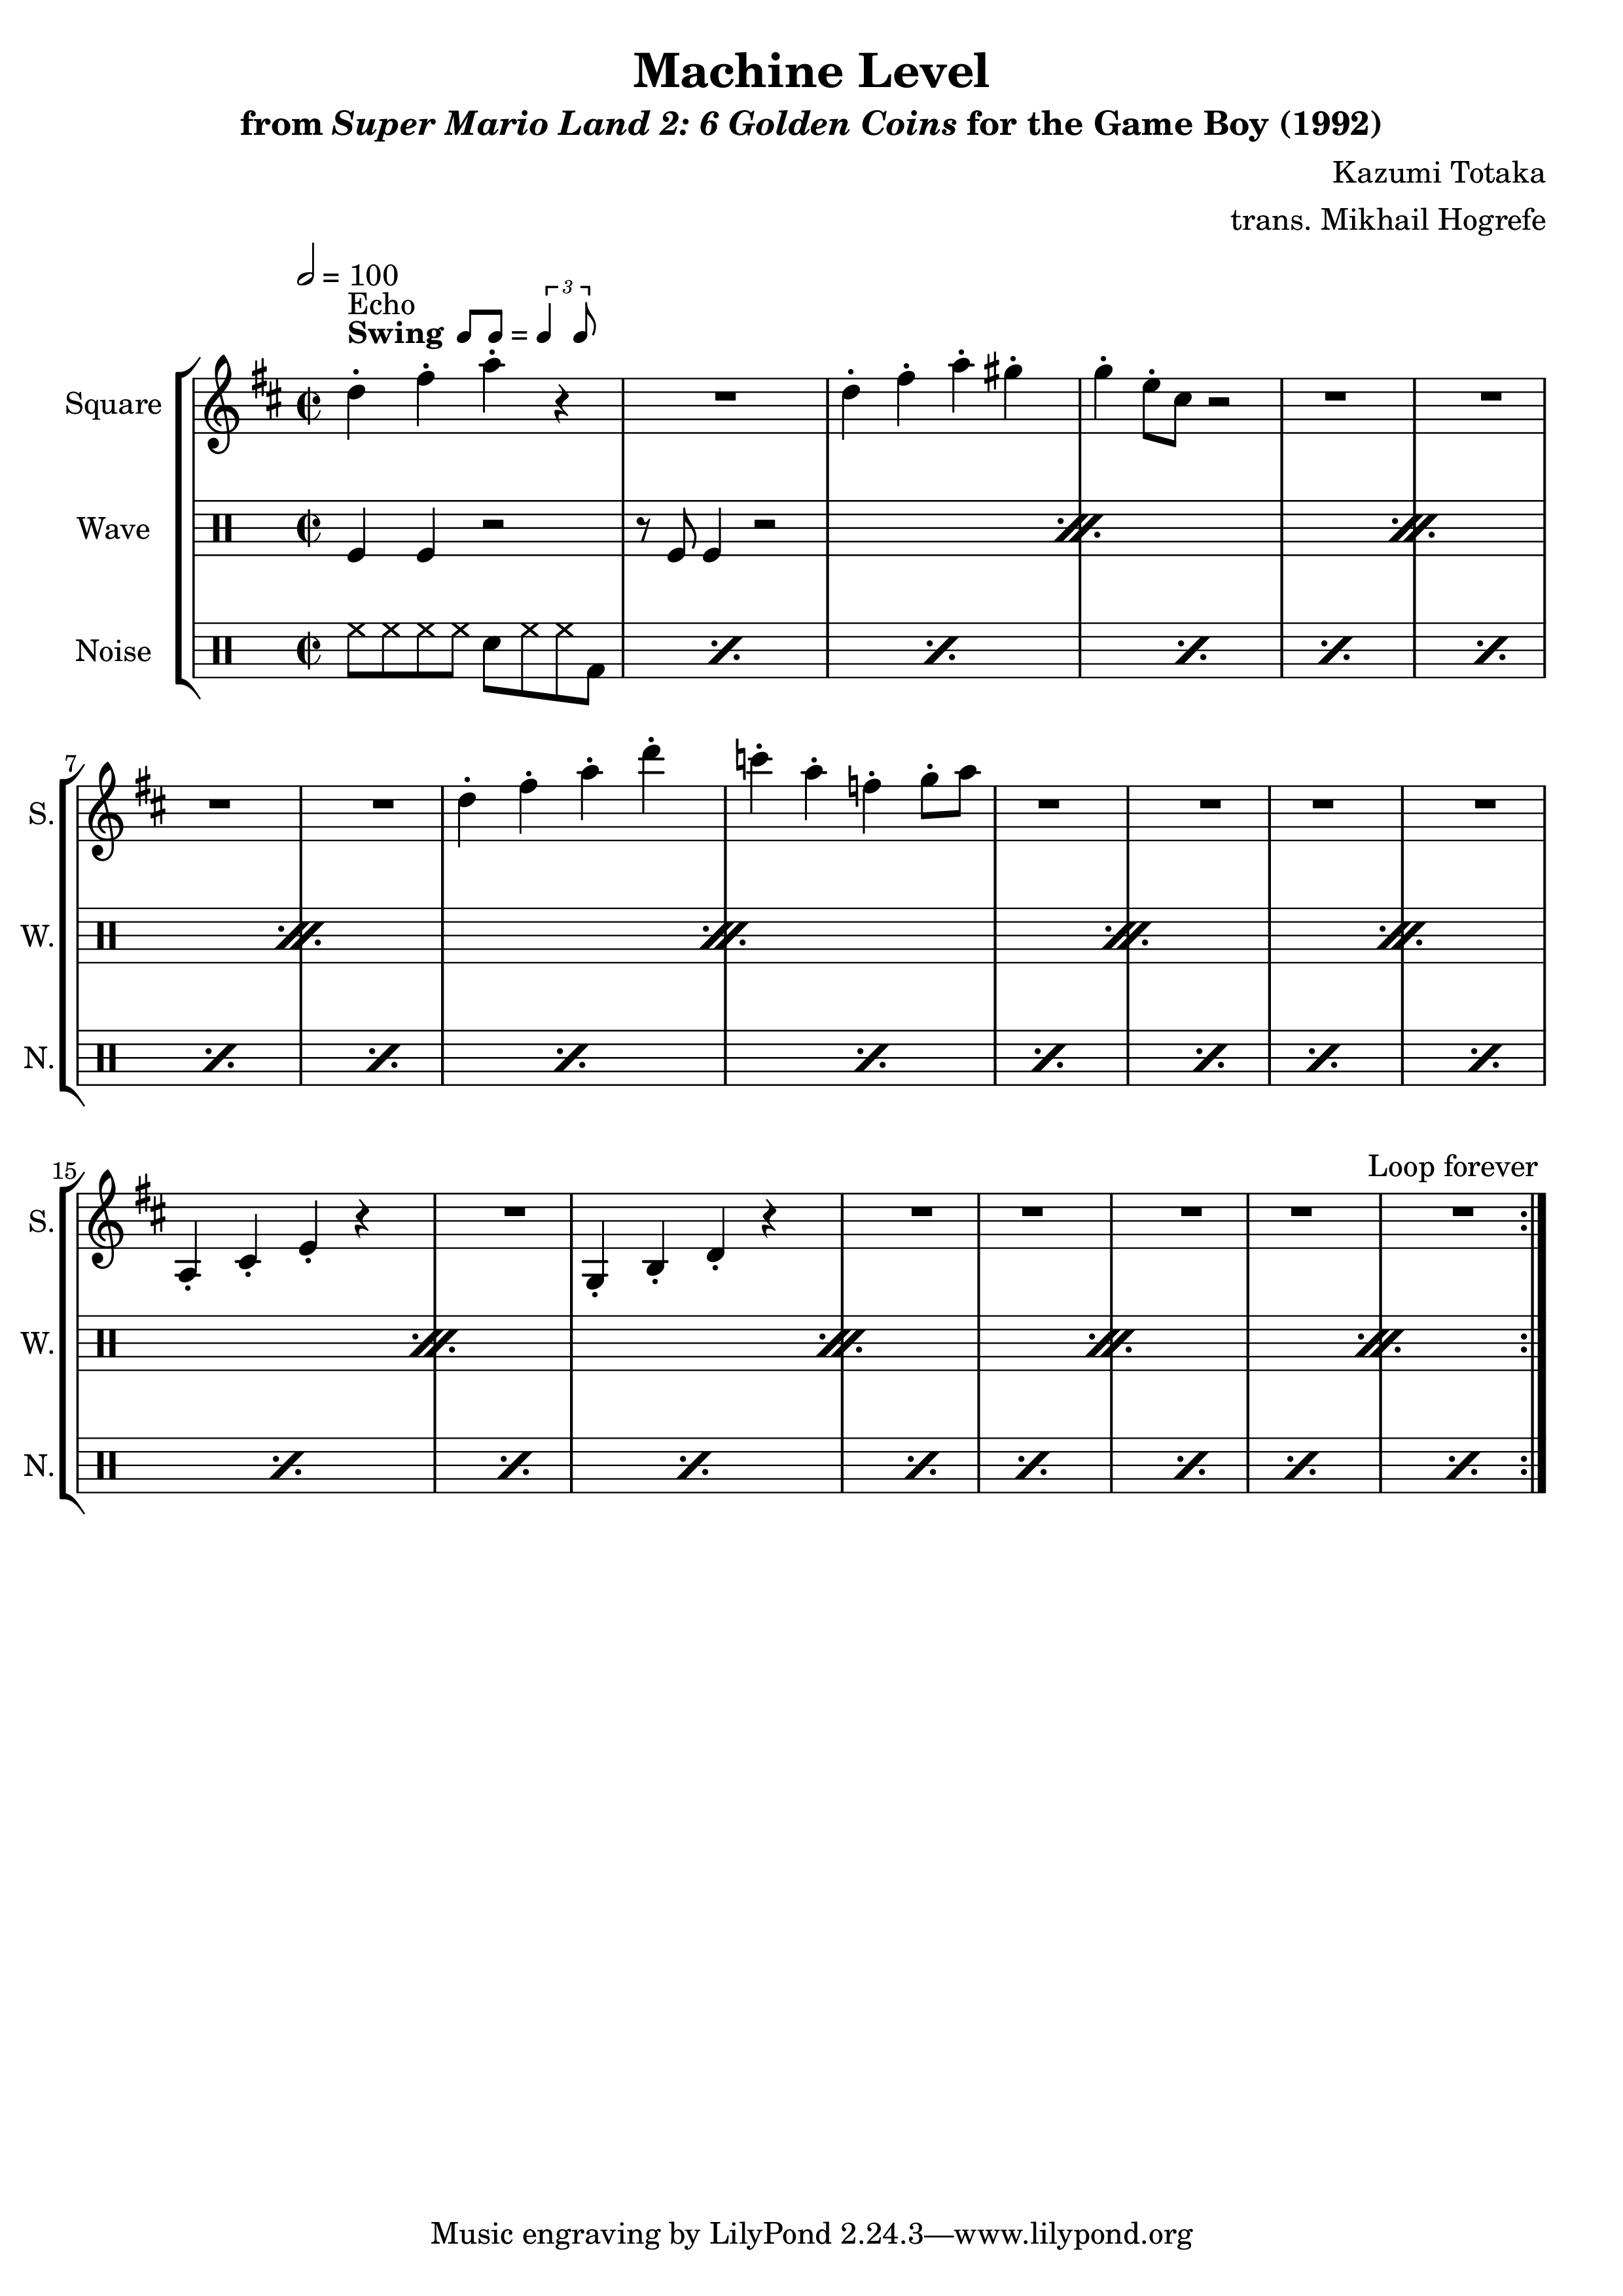 Machine Level
from Super Mario Land 2: 6 Golden Coins for the Game Boy (1992)
Kazumi Totaka
trans. Mikhail Hogrefe
= 100
Echo
Swing = 3
Square
Wave
Noise
7
S.
W.
N.
15
Loop forever
S.
W.
N.
Music engraving by LilyPond 2.24.3—www.lilypond.org